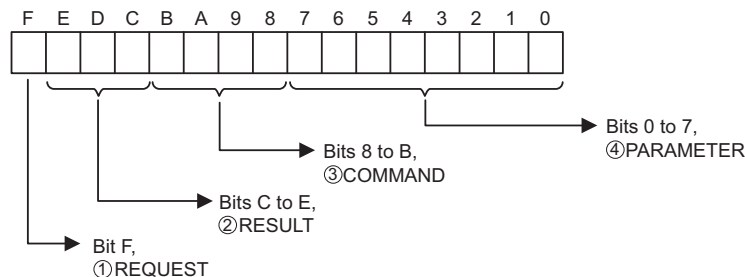 F E D C B A 9 8 7 6 5 4 3 2 1 0
Bits 0 to 7,
④PARAMETER
Bits 8 to B,
③COMMAND
Bits C to E,
②RESULT
Bit F,
①REQUEST